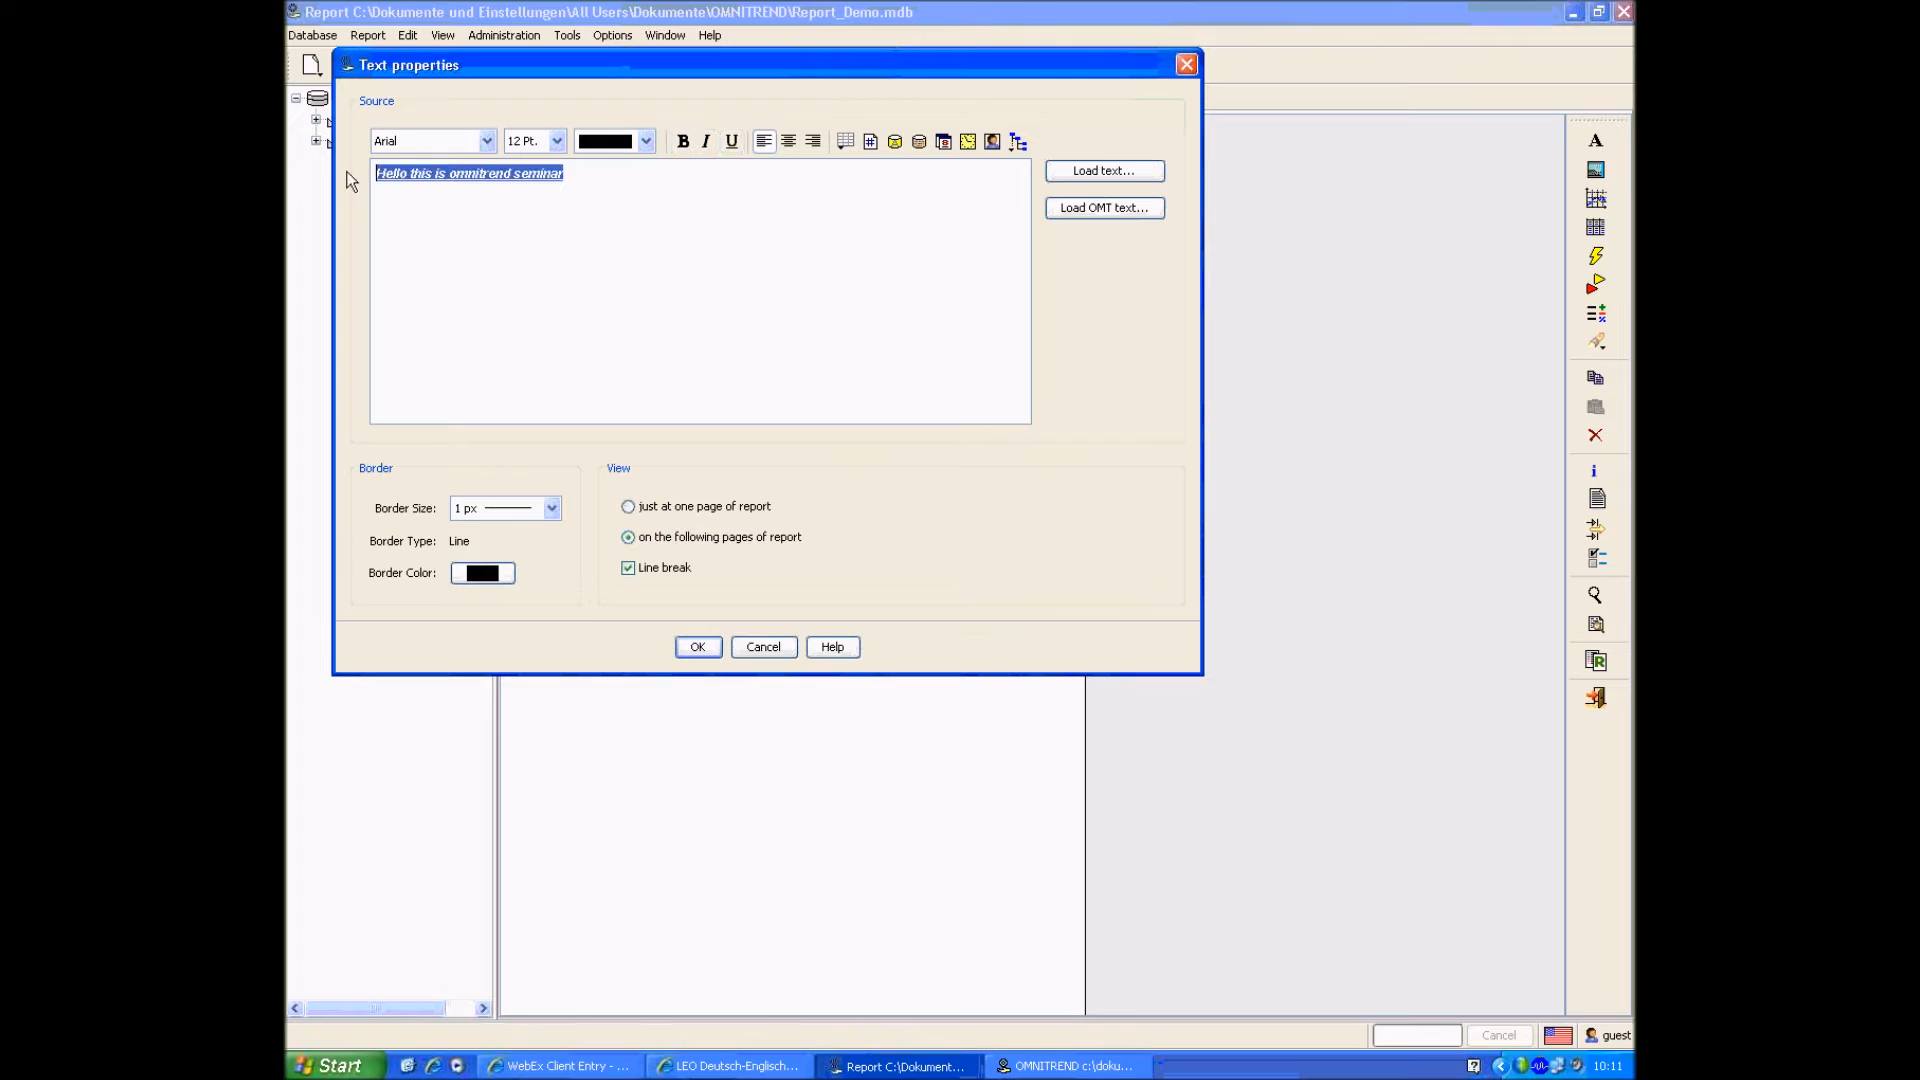 Report C:\Dokumente und Einstellungen\All Users\Dokumente\OMNITREND\Report_Demo.mdb
Database Report Edit View Administration Tools Options Window Help
Text properties
Source
Arial 12 Pt. B I U
A
Hello this is omnitrend seminar
Load text...
Load OMT text...
Border View
Border Size: 1 px
just at one page of report
Border Type: Line
on the following pages of report
Border Color:
Line break
OK Cancel Help
Cancel guest
Start WebEx Client Entry - ... LEO Deutsch-Englisch... Report C:\Dokument... OMNITREND c:\doku... 10:11